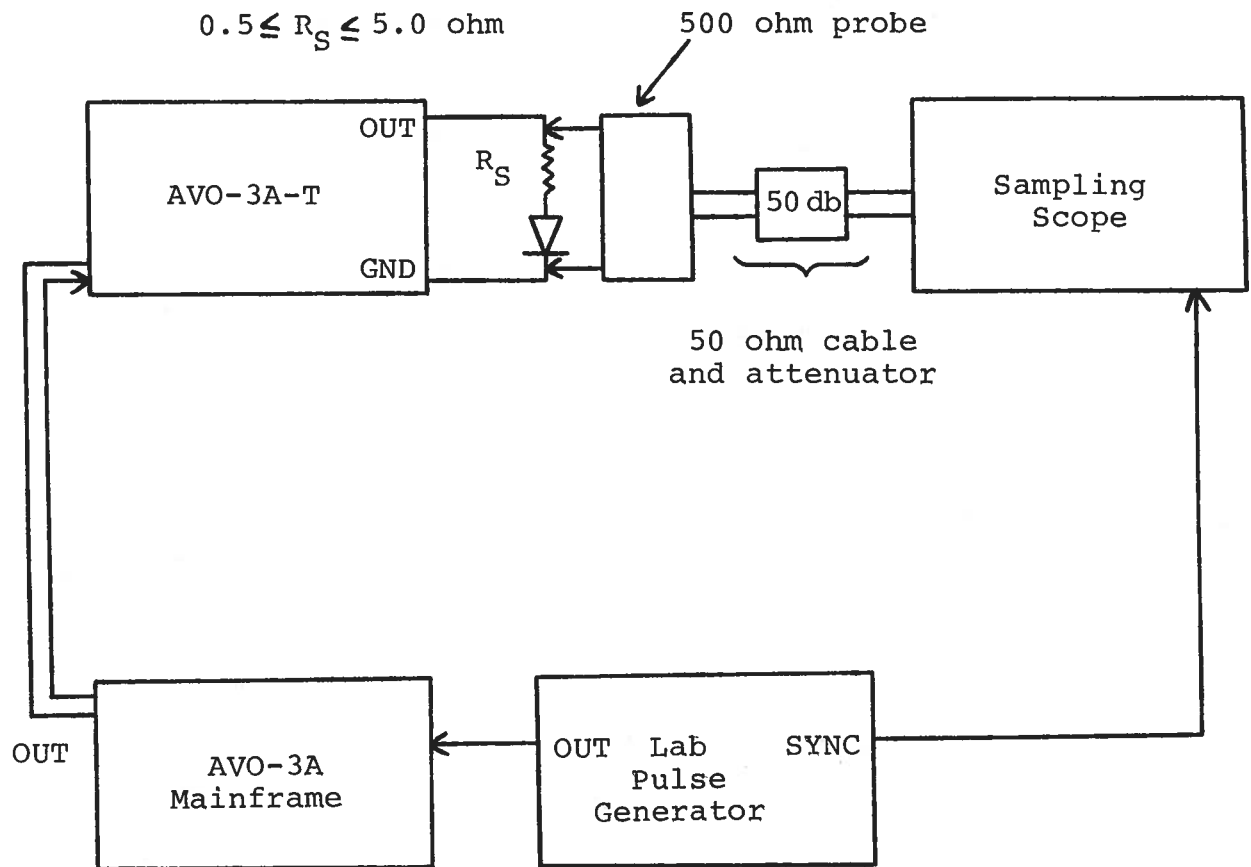 0.5 ≤ R_S ≤ 5.0 ohm
500 ohm probe
OUT
R_S
AVO-3A-T
GND
50 db
Sampling
Scope
50 ohm cable
and attenuator
OUT
AVO-3A
Mainframe
OUT Lab SYNC
Pulse
Generator